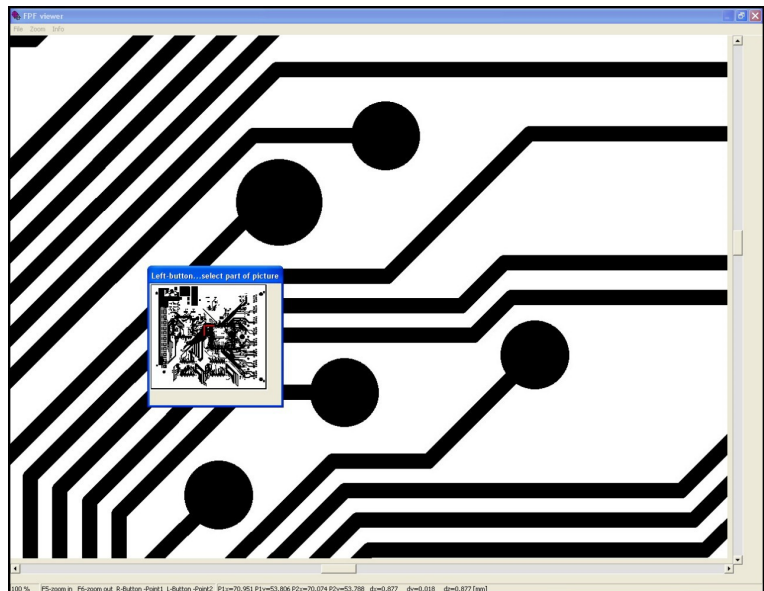 FPF viewer
File Zoom Info
Left-button...select part of picture
100 % F5-zoom in F6-zoom out R-Button -Point1 L-Button -Point2 P1x=70.951 P1y=53.806 P2x=70.074 P2y=53.788 dx=0.877 dy=0.018 dz=0.877 [mm]